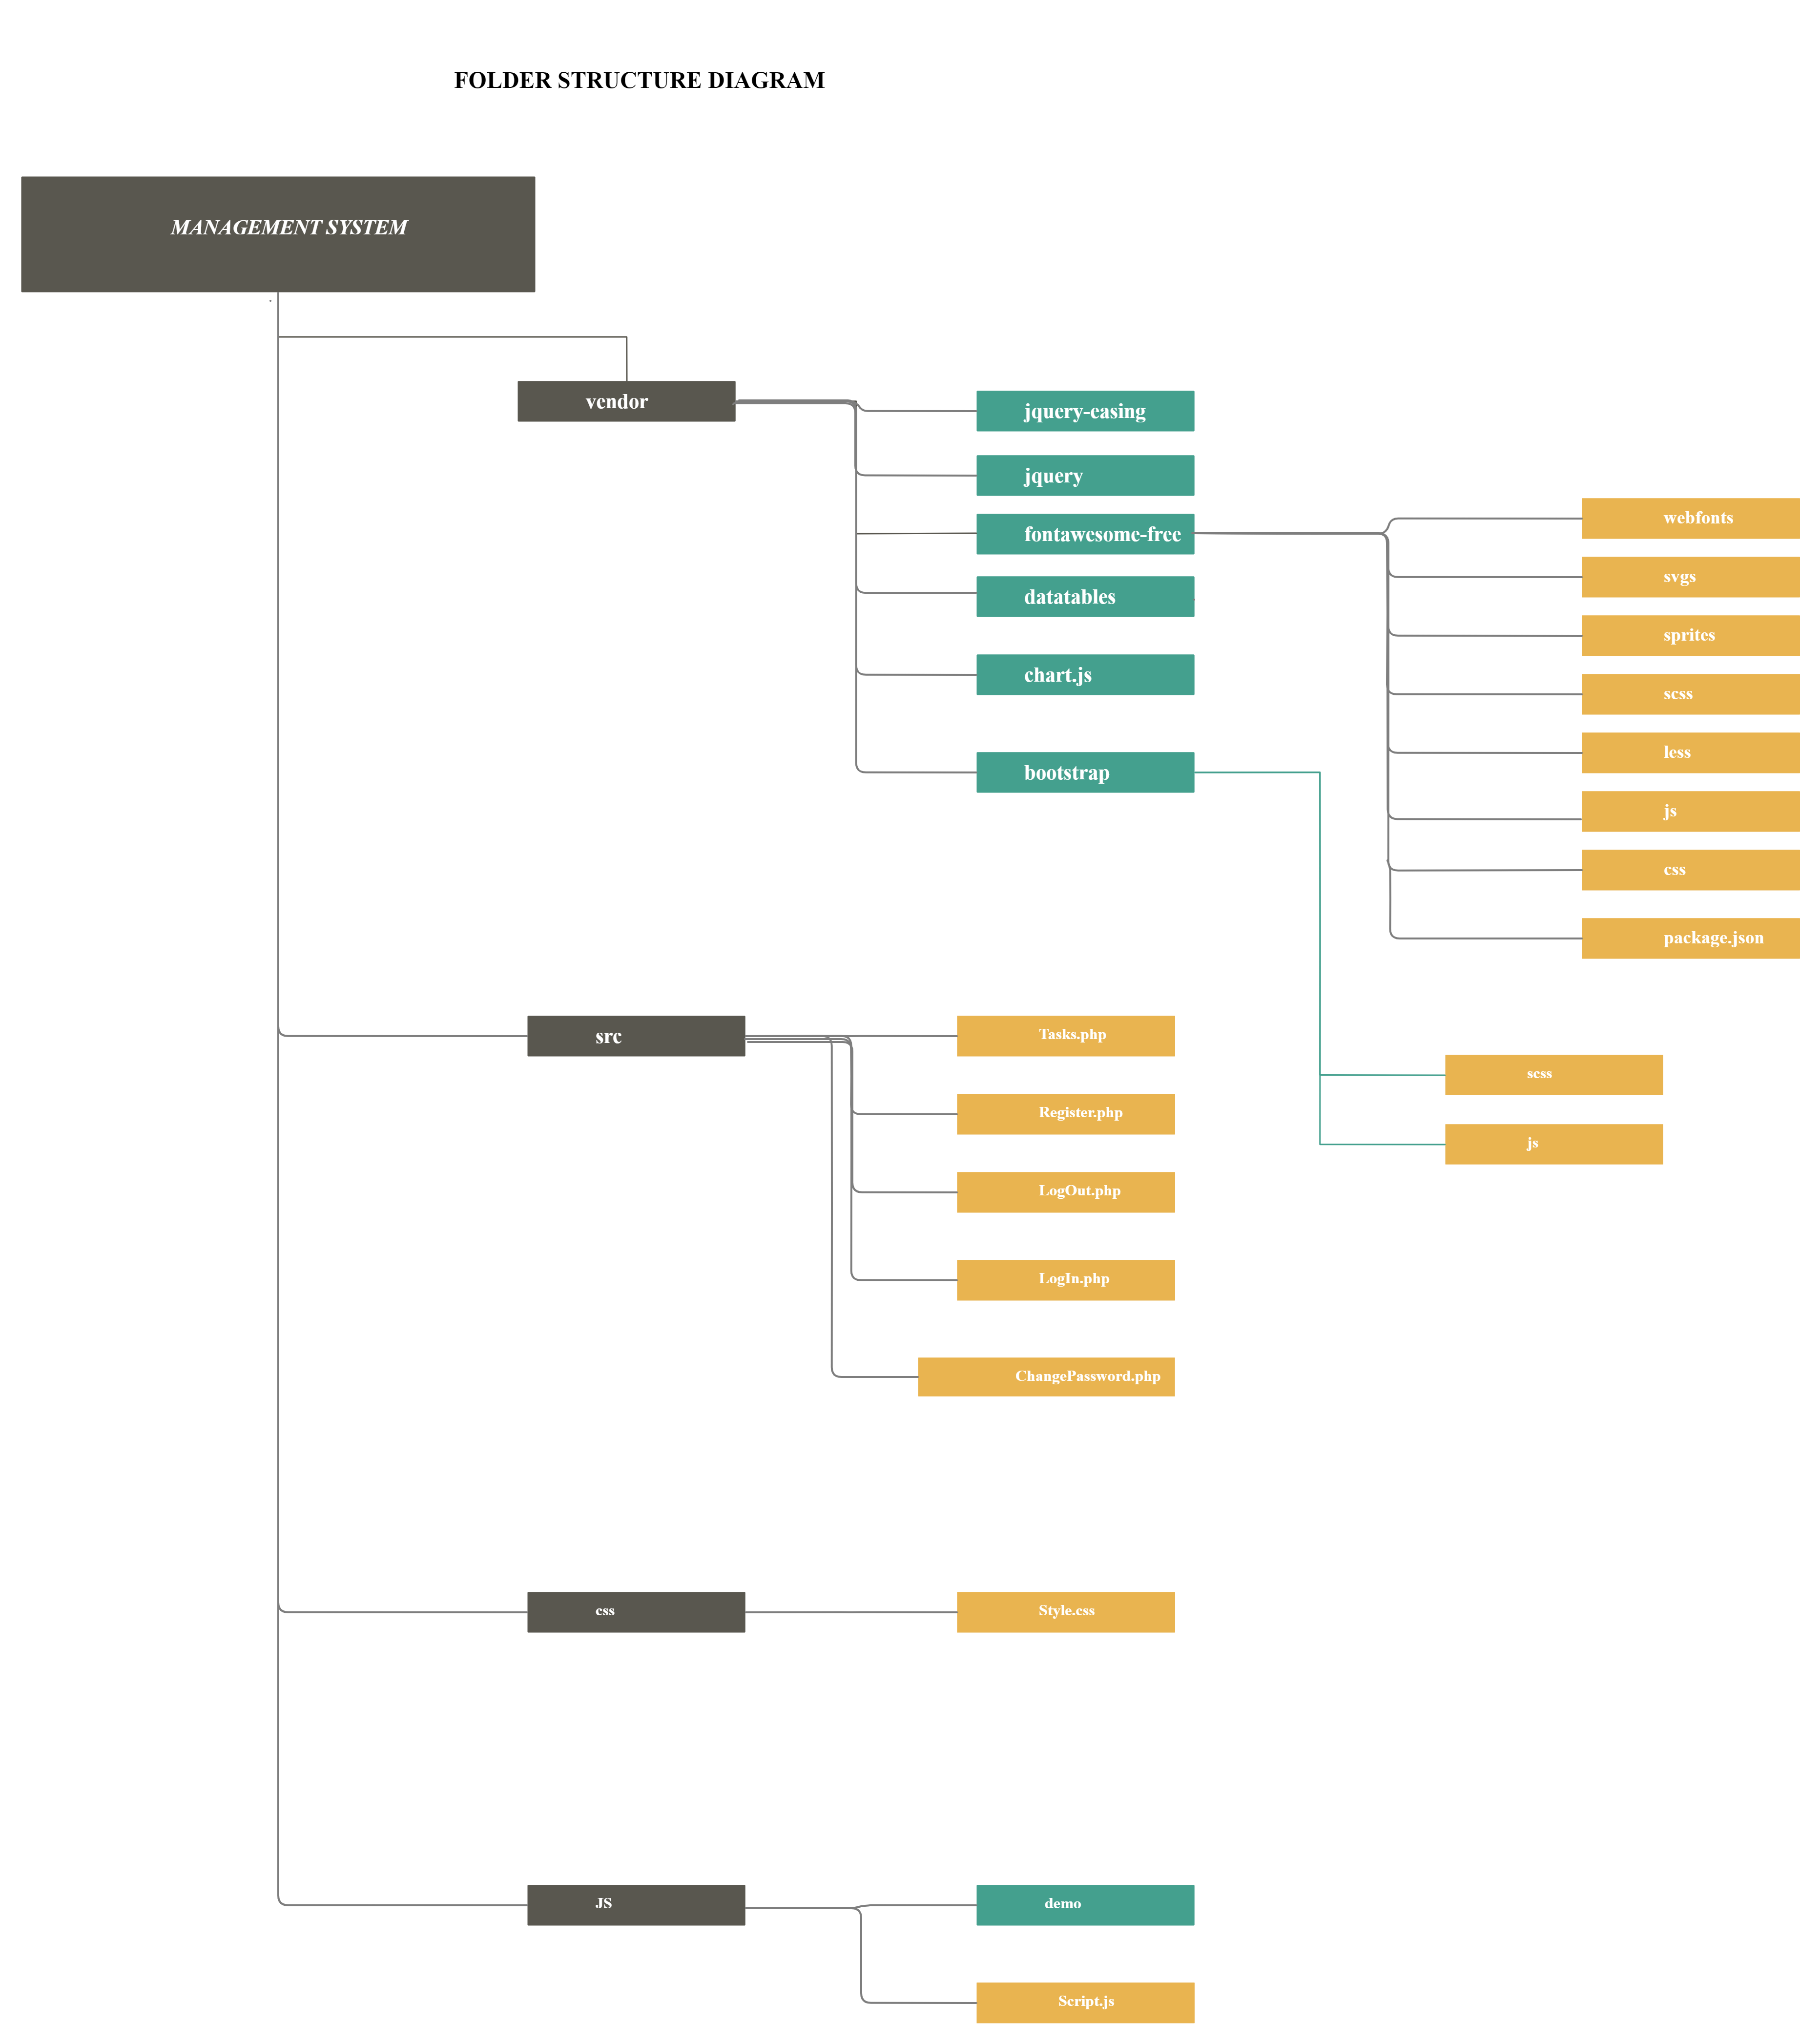 FOLDER STRUCTURE DIAGRAM
MANAGEMENT SYSTEM
vendor
jquery-easing
jquery
fontawesome-free
datatables
chart.js
bootstrap
webfonts
svgs
sprites
scss
less
js
css
package.json
scss
js
src
Tasks.php
Register.php
LogOut.php
LogIn.php
ChangePassword.php
css
Style.css
JS
demo
Script.js